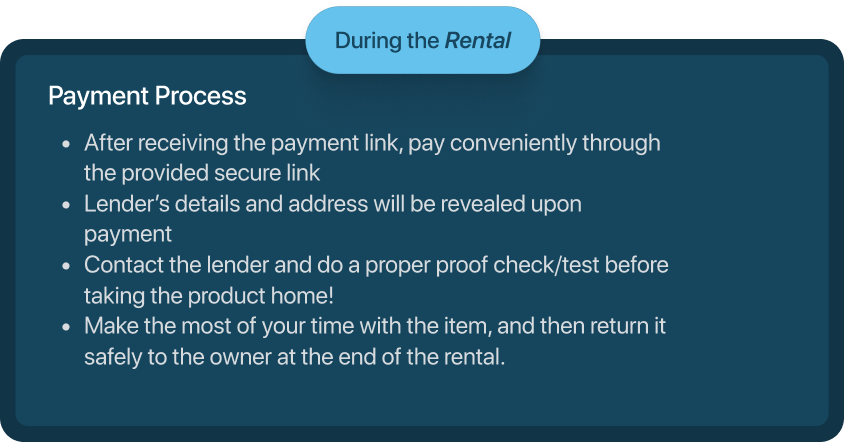 During the Rental
Payment Process
• After receiving the payment link, pay conveniently through
the provided secure link
• Lender’s details and address will be revealed upon
payment
• Contact the lender and do a proper proof check/test before
taking the product home!
• Make the most of your time with the item, and then return it
safely to the owner at the end of the rental.